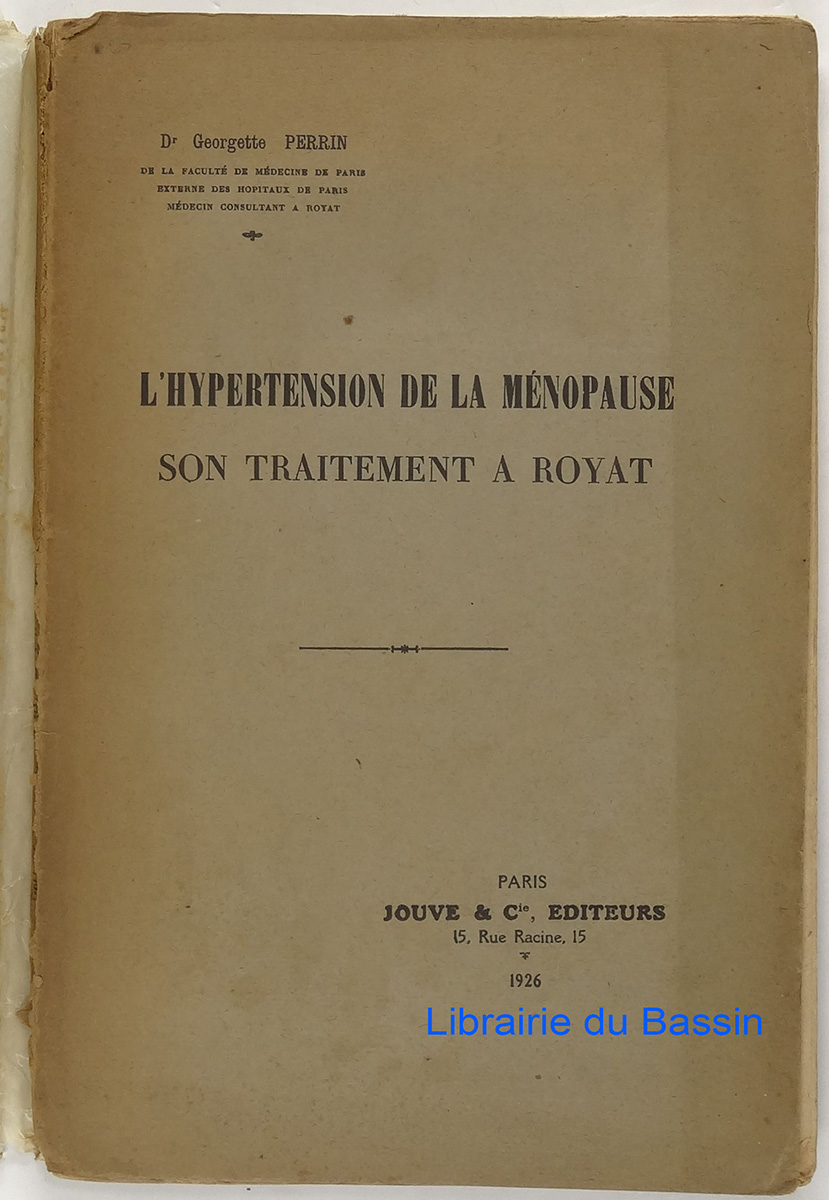 Dr Georgette PERRIN
DE LA FACULTÉ DE MÉDECINE DE PARIS
EXTERNE DES HOPITAUX DE PARIS
MÉDECIN CONSULTANT A ROYAT
L'HYPERTENSION DE LA MÉNOPAUSE
SON TRAITEMENT A ROYAT
PARIS
JOUVE & Cie, EDITEURS
15, Rue Racine, 15
1926
Librairie du Bassin